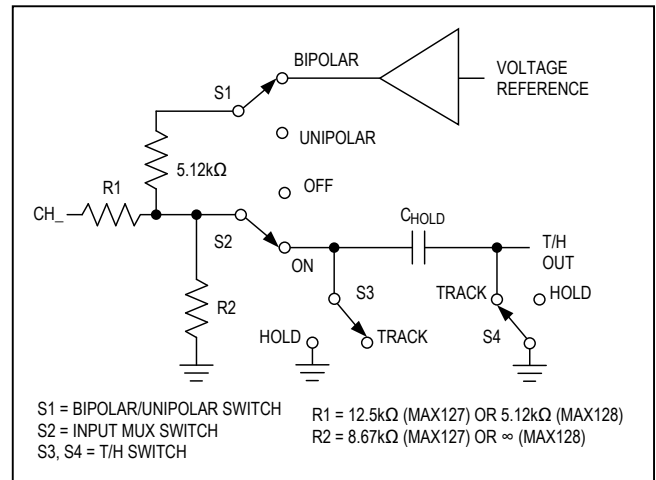 BIPOLAR
VOLTAGE
REFERENCE
S1
UNIPOLAR
5.12kΩ
OFF
R1
CH_
S2
ON
CHOLD
T/H
OUT
R2
S3
TRACK
HOLD
HOLD
TRACK
S4
S1 = BIPOLAR/UNIPOLAR SWITCH
S2 = INPUT MUX SWITCH
S3, S4 = T/H SWITCH
R1 = 12.5kΩ (MAX127) OR 5.12kΩ (MAX128)
R2 = 8.67kΩ (MAX127) OR ∞ (MAX128)